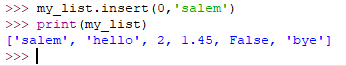 >>> my_list.insert(0,'salem')
>>> print(my_list)
['salem', 'hello', 2, 1.45, False, 'bye']
>>>